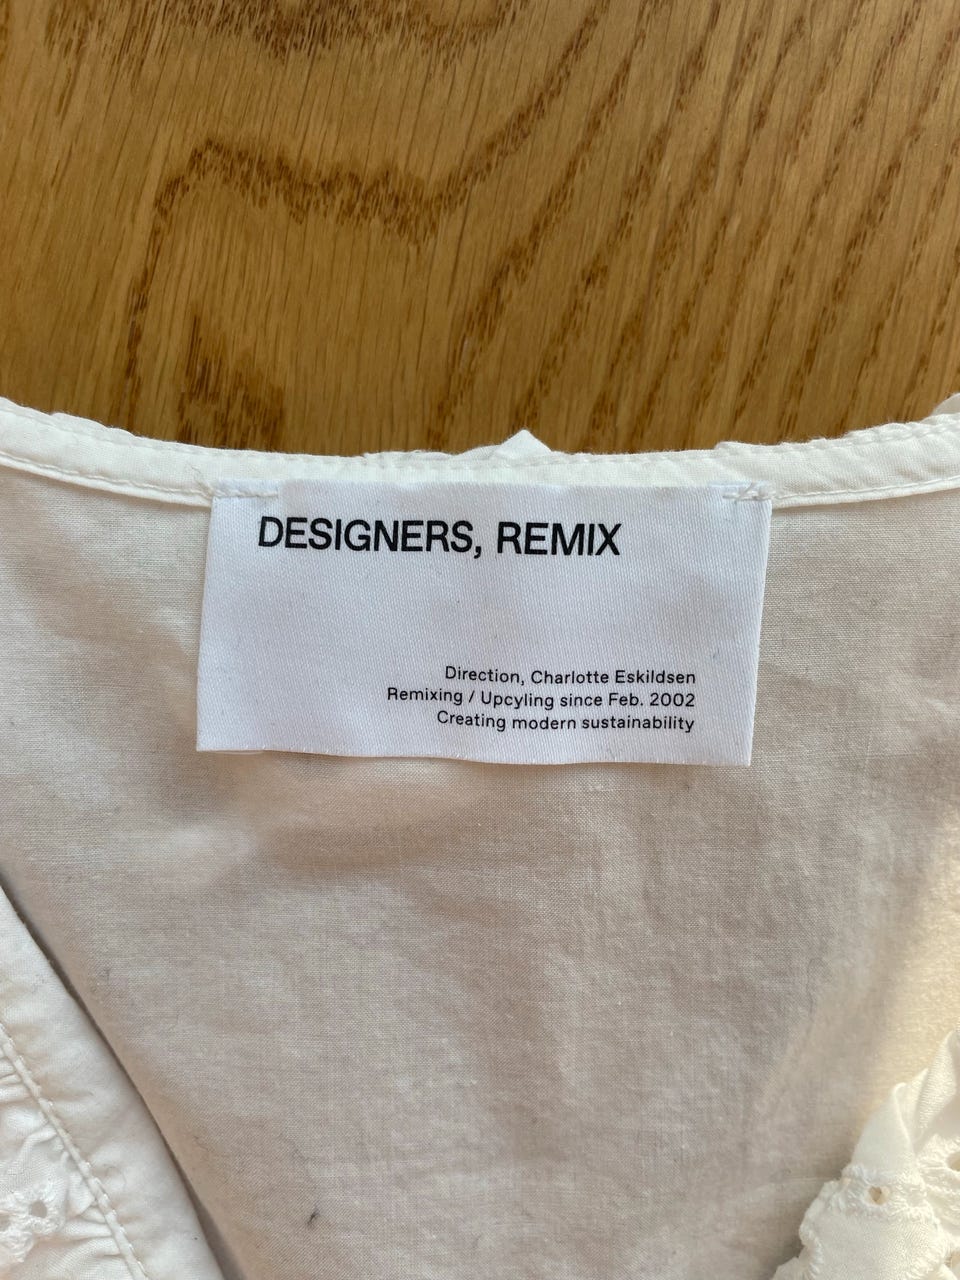 DESIGNERS, REMIX
Direction, Charlotte Eskildsen
Remixing / Upcyling since Feb. 2002
Creating modern sustainability